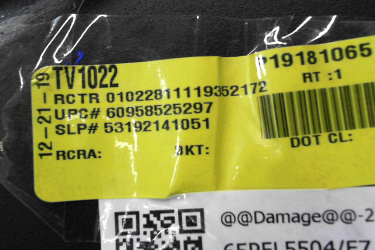 12-21-19
TV1022
P19181065
RT :1
RCTR 01022811119352172
UPC# 60958525297
SLP# 53192141051
RCRA: BKT:
DOT CL:
@@Damage@@-2